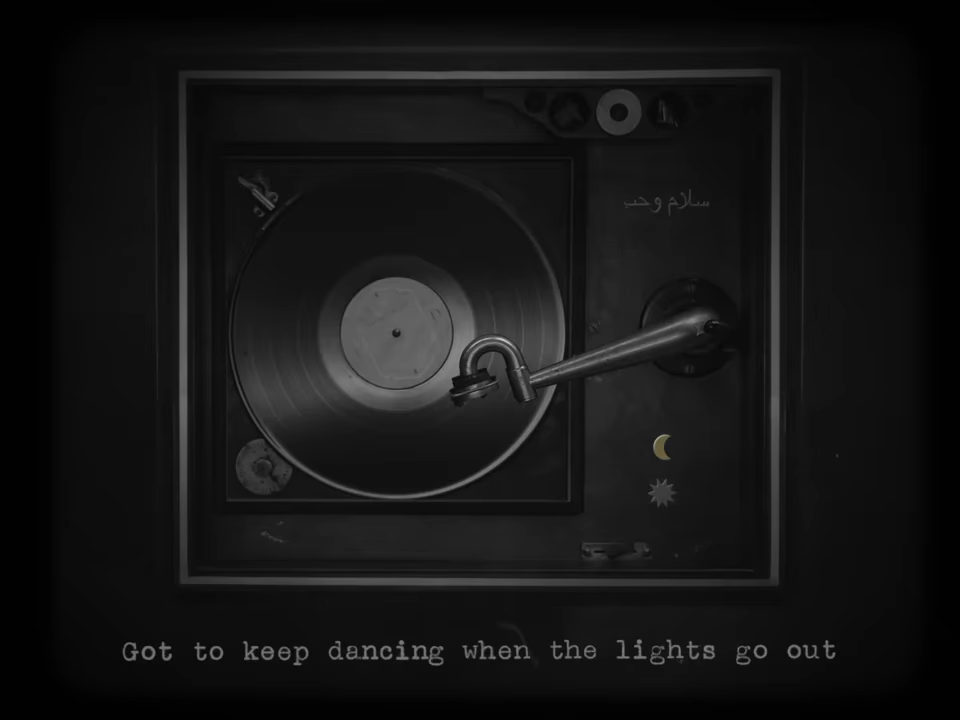 سلام وحب
Got to keep dancing when the lights go out